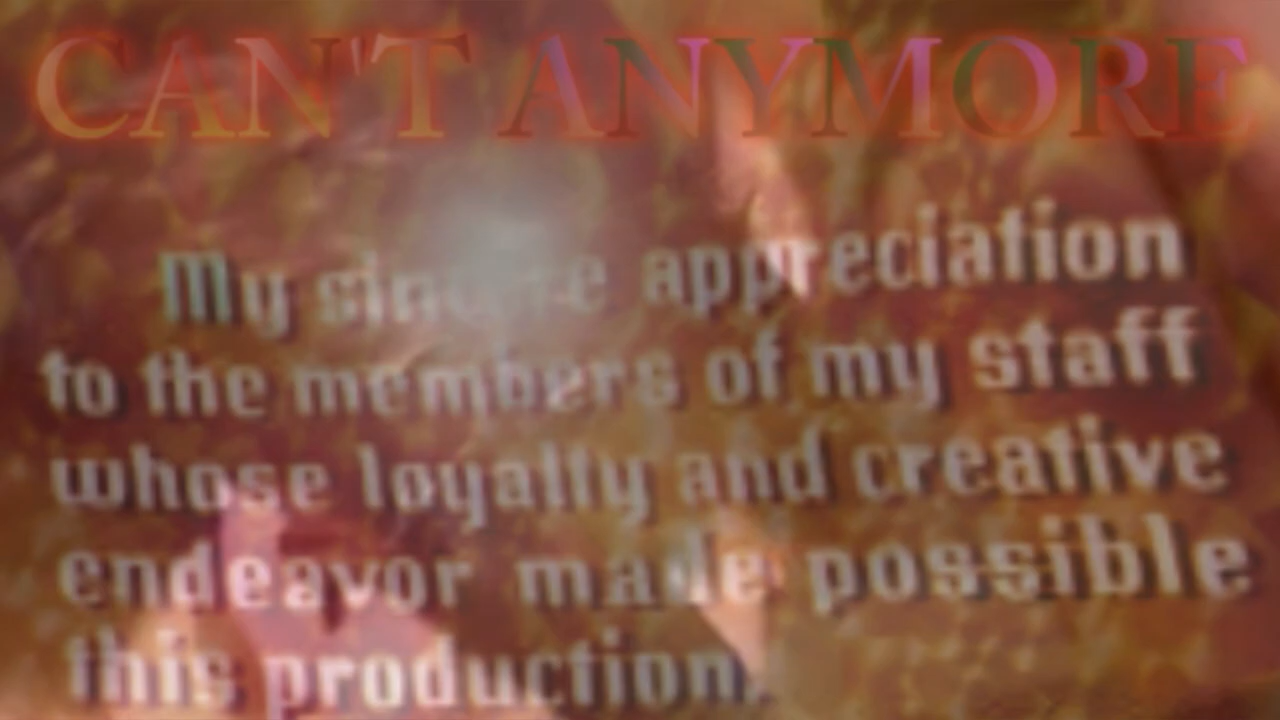 CAN'T ANYMORE
My sincere appreciation
to the members of my staff
whose loyalty and creative
endeavor made possible
this production.